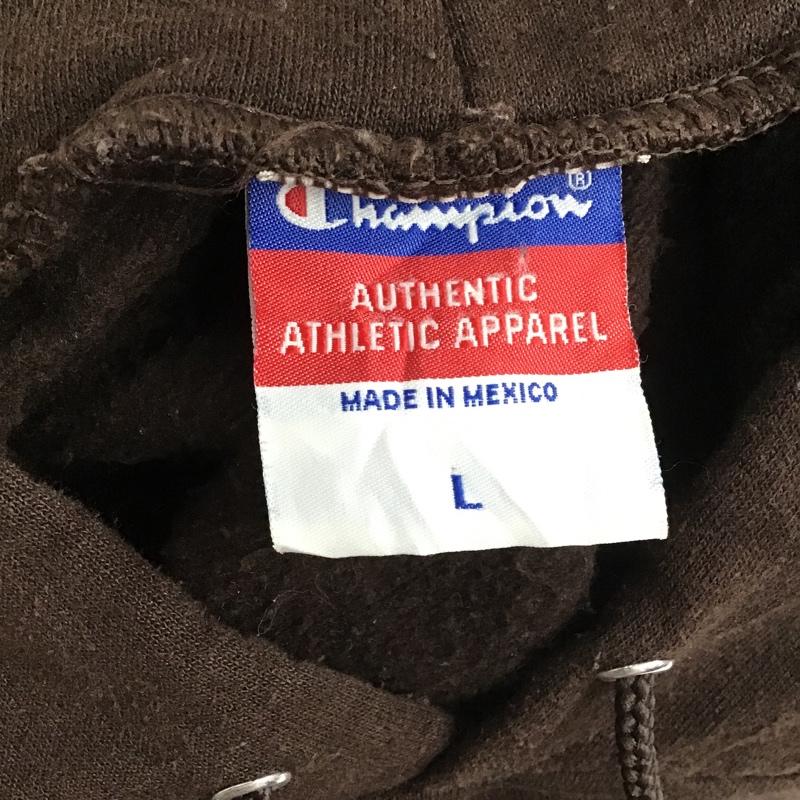 Champion®
AUTHENTIC
ATHLETIC APPAREL
MADE IN MEXICO
L